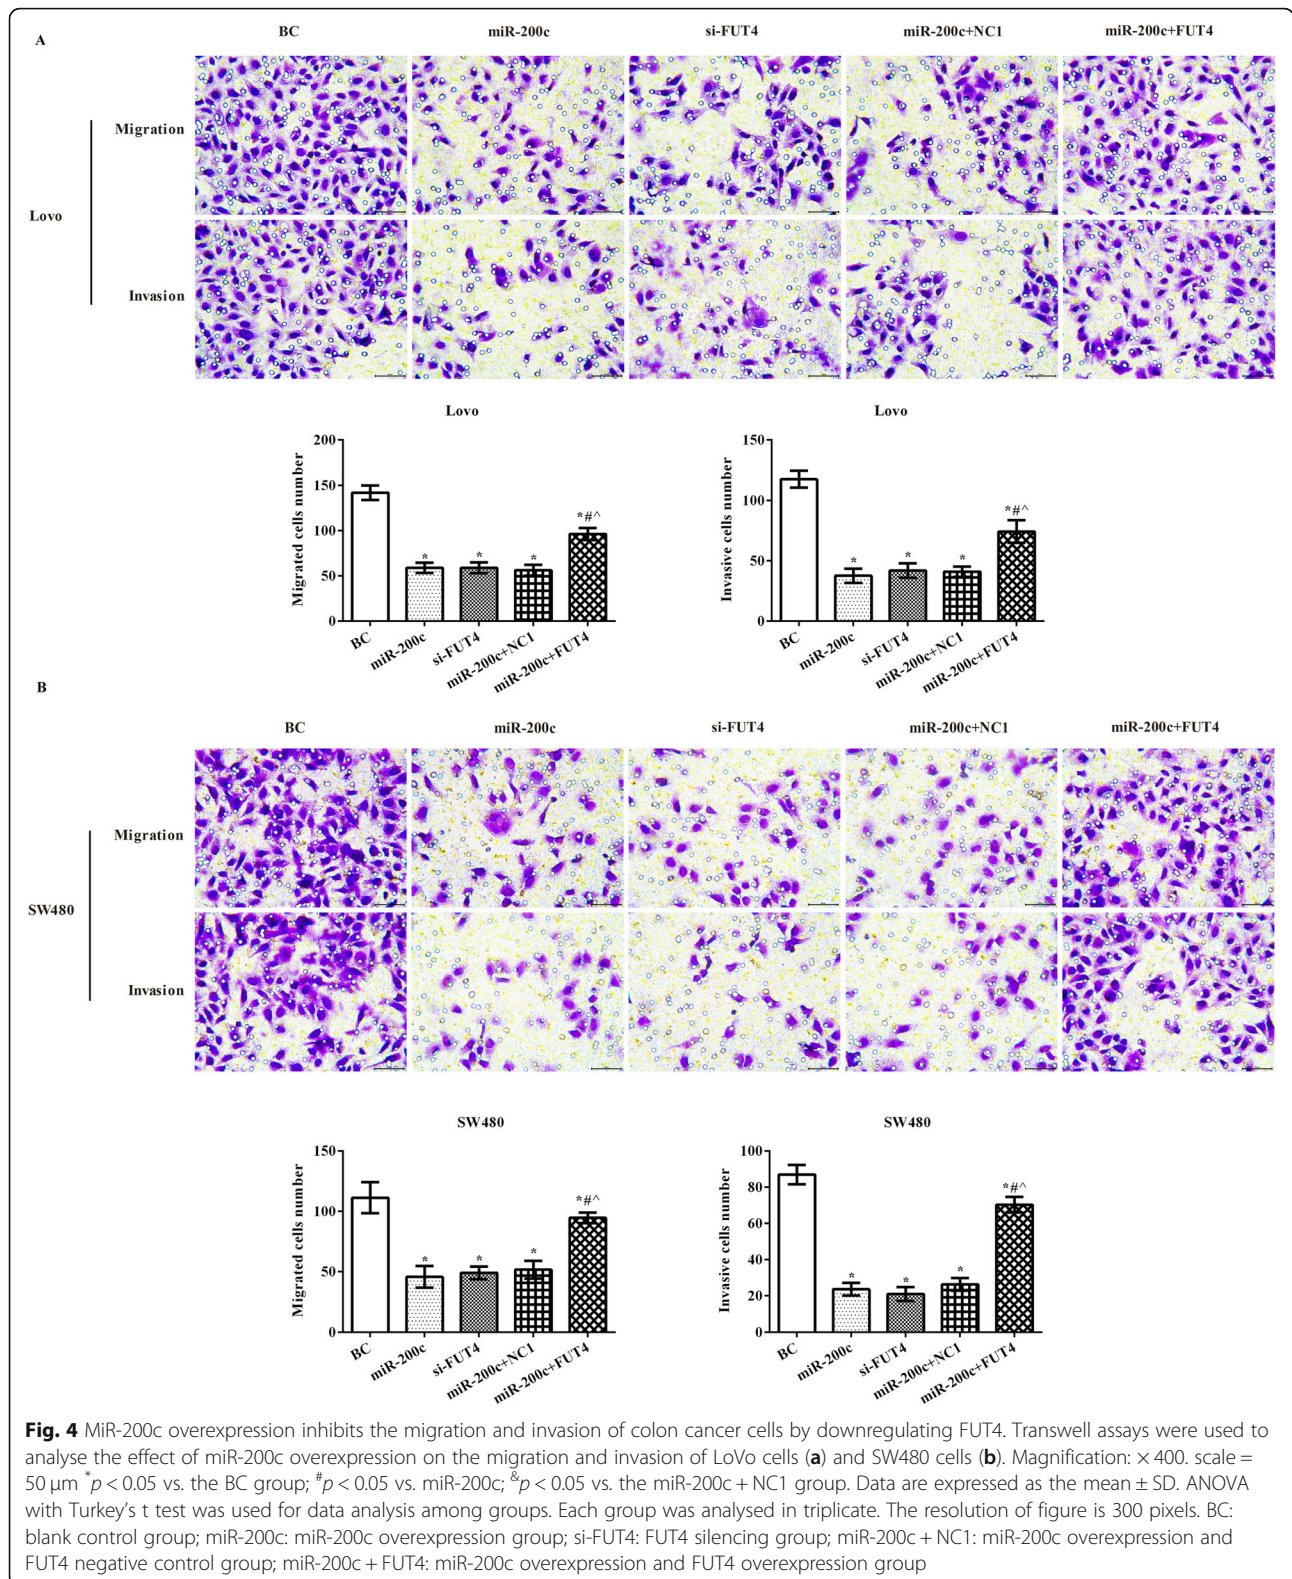 A
BC miR-200c si-FUT4 miR-200c+NC1 miR-200c+FUT4
Migration
Lovo
Invasion
Lovo
Migrated cells number
200
150
100
50
0
* * * *#^
BC miR-200c si-FUT4 miR-200c+NC1 miR-200c+FUT4
Lovo
Invasive cells number
150
100
50
0
* * * *#^
BC miR-200c si-FUT4 miR-200c+NC1 miR-200c+FUT4
B
BC miR-200c si-FUT4 miR-200c+NC1 miR-200c+FUT4
Migration
SW480
Invasion
SW480
Migrated cells number
150
100
50
0
* * * *#^
BC miR-200c si-FUT4 miR-200c+NC1 miR-200c+FUT4
SW480
Invasive cells number
100
80
60
40
20
0
* * * *#^
BC miR-200c si-FUT4 miR-200c+NC1 miR-200c+FUT4
Fig. 4 MiR-200c overexpression inhibits the migration and invasion of colon cancer cells by downregulating FUT4. Transwell assays were used to
analyse the effect of miR-200c overexpression on the migration and invasion of LoVo cells (a) and SW480 cells (b). Magnification: × 400. scale =
50 μm *p < 0.05 vs. the BC group; #p < 0.05 vs. miR-200c; &p < 0.05 vs. the miR-200c + NC1 group. Data are expressed as the mean ± SD. ANOVA
with Turkey's t test was used for data analysis among groups. Each group was analysed in triplicate. The resolution of figure is 300 pixels. BC:
blank control group; miR-200c: miR-200c overexpression group; si-FUT4: FUT4 silencing group; miR-200c + NC1: miR-200c overexpression and
FUT4 negative control group; miR-200c + FUT4: miR-200c overexpression and FUT4 overexpression group